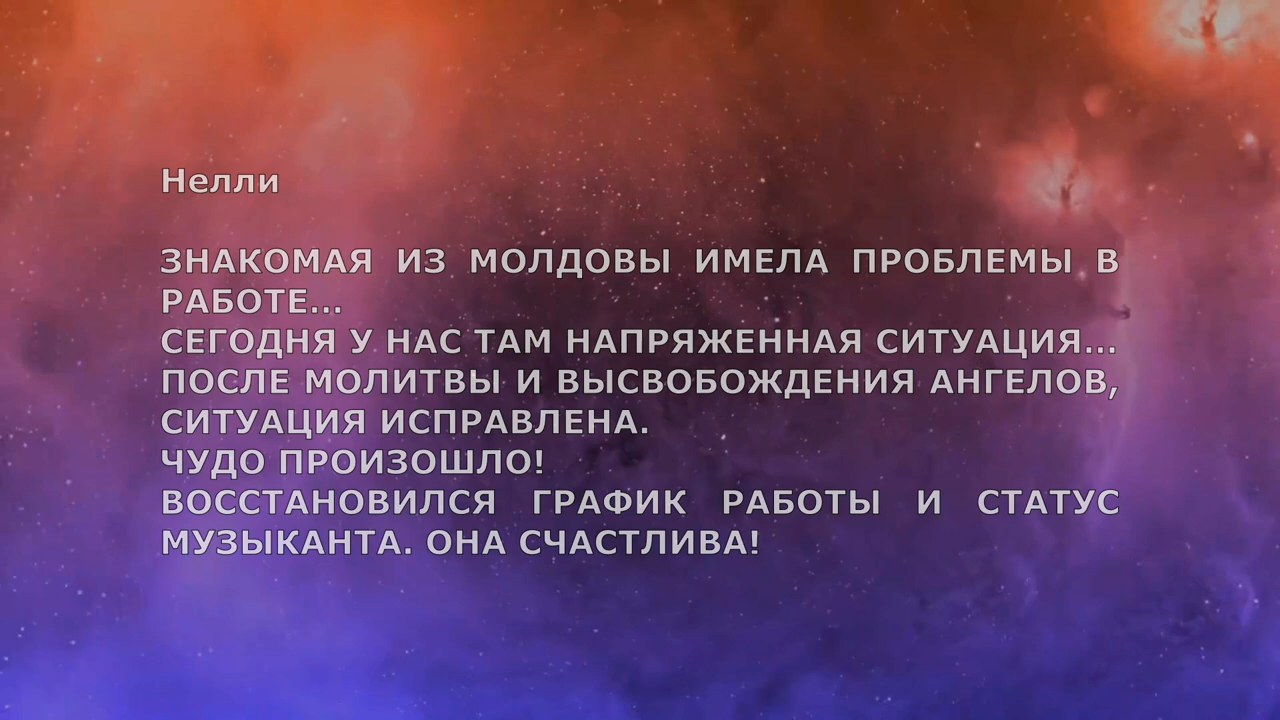 Нелли
ЗНАКОМАЯ ИЗ МОЛДОВЫ ИМЕЛА ПРОБЛЕМЫ В
РАБОТЕ...
СЕГОДНЯ У НАС ТАМ НАПРЯЖЕННАЯ СИТУАЦИЯ...
ПОСЛЕ МОЛИТВЫ И ВЫСВОБОЖДЕНИЯ АНГЕЛОВ,
СИТУАЦИЯ ИСПРАВЛЕНА.
ЧУДО ПРОИЗОШЛО!
ВОССТАНОВИЛСЯ ГРАФИК РАБОТЫ И СТАТУС
МУЗЫКАНТА. ОНА СЧАСТЛИВА!